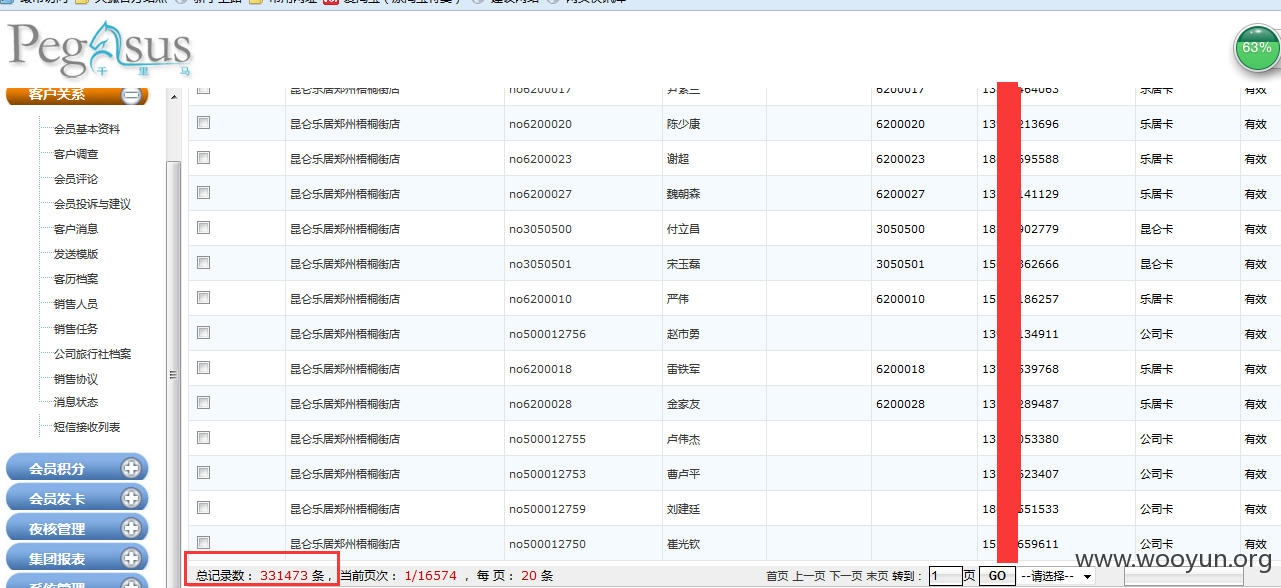 Pegasus
千里马
63%
客户关系
会员基本资料
客户调查
会员评论
会员投诉与建议
客户消息
发送模版
客历档案
销售人员
销售任务
公司旅行社档案
销售协议
消息状态
短信接收列表
会员积分
会员发卡
夜核管理
集团报表
系统管理
昆仑乐居郑州梧桐街店 no6200017 6200017 乐居卡 有效
昆仑乐居郑州梧桐街店 no6200020 陈少康 6200020 13 213696 乐居卡 有效
昆仑乐居郑州梧桐街店 no6200023 谢超 6200023 18 595588 乐居卡 有效
昆仑乐居郑州梧桐街店 no6200027 魏朝森 6200027 13 141129 乐居卡 有效
昆仑乐居郑州梧桐街店 no3050500 付立昌 3050500 18 902779 昆仑卡 有效
昆仑乐居郑州梧桐街店 no3050501 宋玉磊 3050501 15 362666 昆仑卡 有效
昆仑乐居郑州梧桐街店 no6200010 严伟 6200010 15 186257 乐居卡 有效
昆仑乐居郑州梧桐街店 no500012756 赵市勇 13 134911 公司卡 有效
昆仑乐居郑州梧桐街店 no6200018 雷铁军 6200018 13 539768 乐居卡 有效
昆仑乐居郑州梧桐街店 no6200028 金家友 6200028 13 289487 乐居卡 有效
昆仑乐居郑州梧桐街店 no500012755 卢伟杰 13 053380 公司卡 有效
昆仑乐居郑州梧桐街店 no500012753 曹卢平 13 523407 公司卡 有效
昆仑乐居郑州梧桐街店 no500012759 刘建廷 18 551533 公司卡 有效
昆仑乐居郑州梧桐街店 no500012750 崔光钦 15 659611 公司卡 有效
总记录数： 331473 条， 当前页次： 1/16574 ， 每 页： 20 条 首页 上一页 下一页 末页 转到： 1 页 GO --请选择--
www.wooyun.org